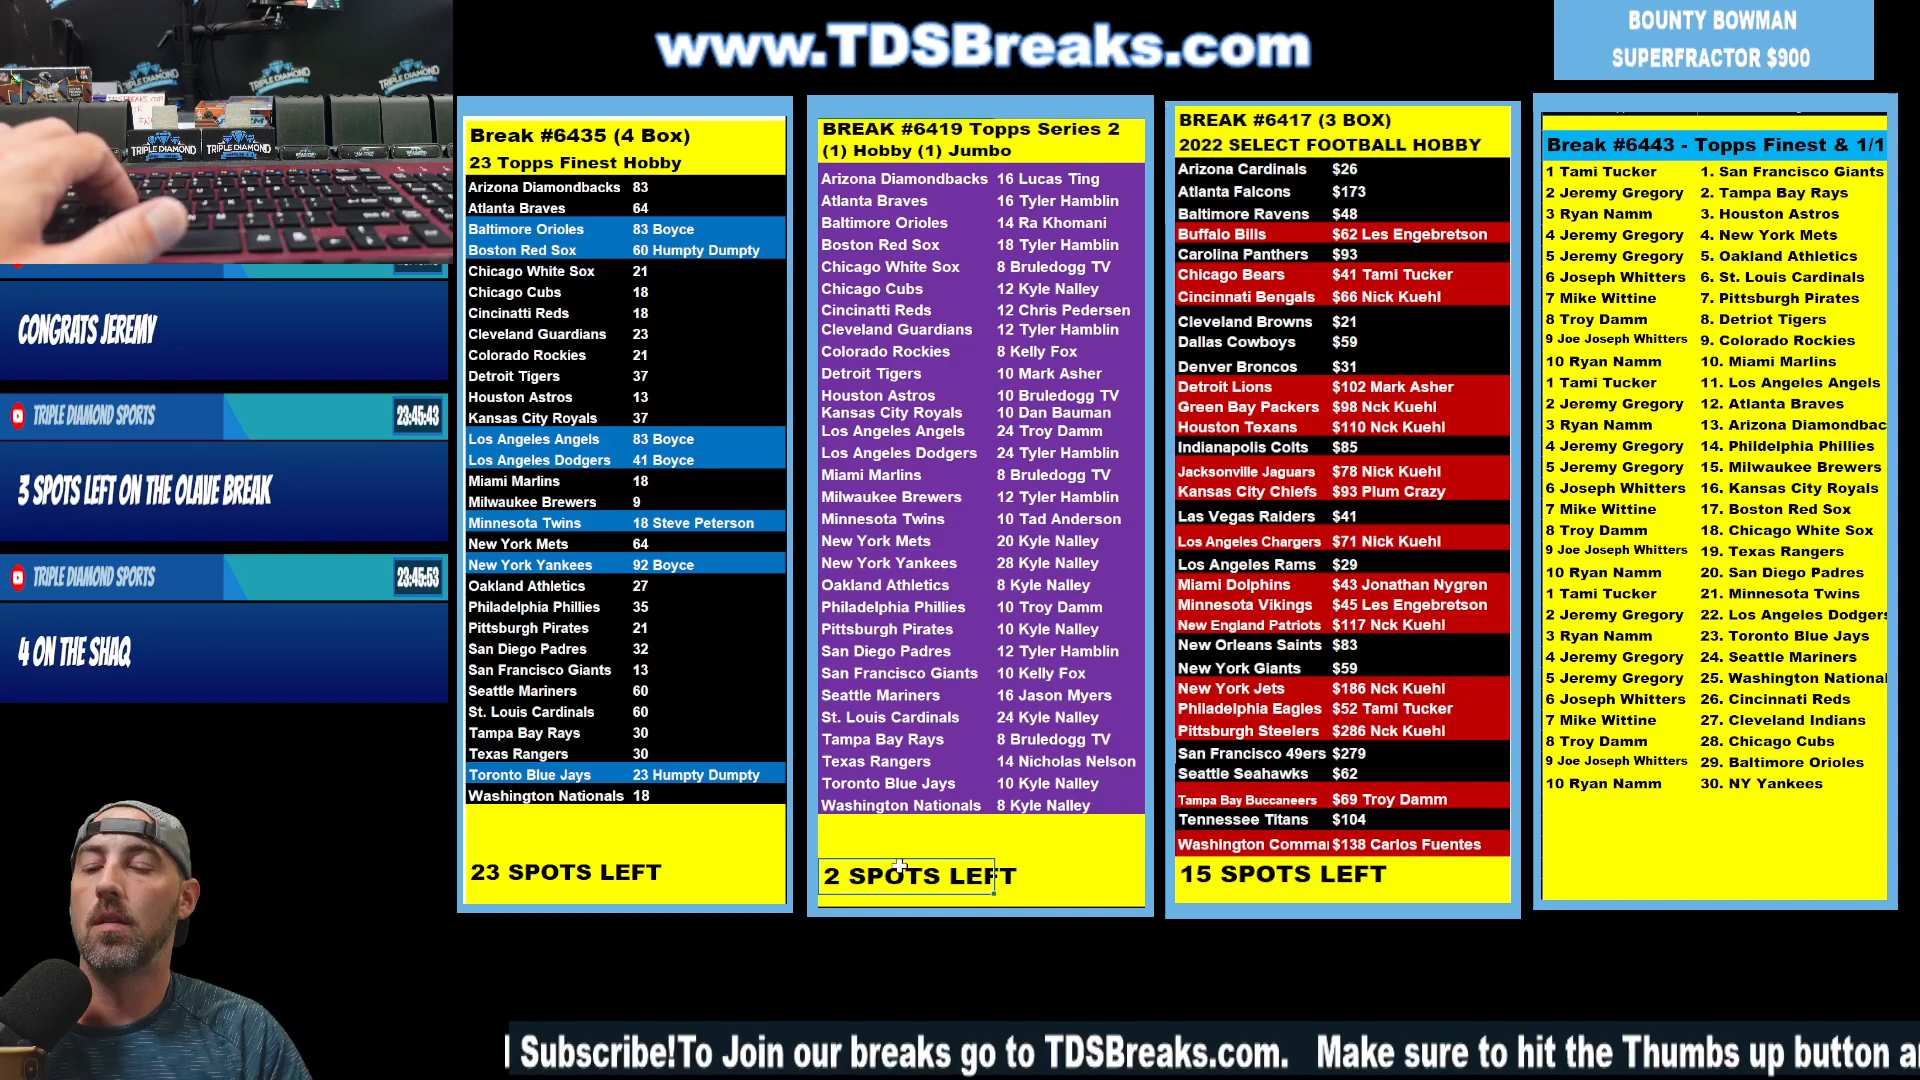 www.TDSBreaks.com
BOUNTY BOWMAN
SUPERFRACTOR $900
TRIPLE DIAMOND
TRIPLE DIAMOND
CONGRATS JEREMY
TRIPLE DIAMOND SPORTS 23:45:43
3 SPOTS LEFT ON THE OLAVE BREAK
TRIPLE DIAMOND SPORTS 23:45:53
4 ON THE SHAQ
Break #6435 (4 Box)
23 Topps Finest Hobby
Arizona Diamondbacks 83
Atlanta Braves 64
Baltimore Orioles 83 Boyce
Boston Red Sox 60 Humpty Dumpty
Chicago White Sox 21
Chicago Cubs 18
Cincinatti Reds 18
Cleveland Guardians 23
Colorado Rockies 21
Detroit Tigers 37
Houston Astros 13
Kansas City Royals 37
Los Angeles Angels 83 Boyce
Los Angeles Dodgers 41 Boyce
Miami Marlins 18
Milwaukee Brewers 9
Minnesota Twins 18 Steve Peterson
New York Mets 64
New York Yankees 92 Boyce
Oakland Athletics 27
Philadelphia Phillies 35
Pittsburgh Pirates 21
San Diego Padres 32
San Francisco Giants 13
Seattle Mariners 60
St. Louis Cardinals 60
Tampa Bay Rays 30
Texas Rangers 30
Toronto Blue Jays 23 Humpty Dumpty
Washington Nationals 18
23 SPOTS LEFT
BREAK #6419 Topps Series 2
(1) Hobby (1) Jumbo
Arizona Diamondbacks 16 Lucas Ting
Atlanta Braves 16 Tyler Hamblin
Baltimore Orioles 14 Ra Khomani
Boston Red Sox 18 Tyler Hamblin
Chicago White Sox 8 Bruledogg TV
Chicago Cubs 12 Kyle Nalley
Cincinatti Reds 12 Chris Pedersen
Cleveland Guardians 12 Tyler Hamblin
Colorado Rockies 8 Kelly Fox
Detroit Tigers 10 Mark Asher
Houston Astros 10 Bruledogg TV
Kansas City Royals 10 Dan Bauman
Los Angeles Angels 24 Troy Damm
Los Angeles Dodgers 24 Tyler Hamblin
Miami Marlins 8 Bruledogg TV
Milwaukee Brewers 12 Tyler Hamblin
Minnesota Twins 10 Tad Anderson
New York Mets 20 Kyle Nalley
New York Yankees 28 Kyle Nalley
Oakland Athletics 8 Kyle Nalley
Philadelphia Phillies 10 Troy Damm
Pittsburgh Pirates 10 Kyle Nalley
San Diego Padres 12 Tyler Hamblin
San Francisco Giants 10 Kelly Fox
Seattle Mariners 16 Jason Myers
St. Louis Cardinals 24 Kyle Nalley
Tampa Bay Rays 8 Bruledogg TV
Texas Rangers 14 Nicholas Nelson
Toronto Blue Jays 10 Kyle Nalley
Washington Nationals 8 Kyle Nalley
2 SPOTS LEFT
BREAK #6417 (3 BOX)
2022 SELECT FOOTBALL HOBBY
Arizona Cardinals $26
Atlanta Falcons $173
Baltimore Ravens $48
Buffalo Bills $62 Les Engebretson
Carolina Panthers $93
Chicago Bears $41 Tami Tucker
Cincinnati Bengals $66 Nick Kuehl
Cleveland Browns $21
Dallas Cowboys $59
Denver Broncos $31
Detroit Lions $102 Mark Asher
Green Bay Packers $98 Nck Kuehl
Houston Texans $110 Nck Kuehl
Indianapolis Colts $85
Jacksonville Jaguars $78 Nick Kuehl
Kansas City Chiefs $93 Plum Crazy
Las Vegas Raiders $41
Los Angeles Chargers $71 Nick Kuehl
Los Angeles Rams $29
Miami Dolphins $43 Jonathan Nygren
Minnesota Vikings $45 Les Engebretson
New England Patriots $117 Nck Kuehl
New Orleans Saints $83
New York Giants $59
New York Jets $186 Nck Kuehl
Philadelphia Eagles $52 Tami Tucker
Pittsburgh Steelers $286 Nck Kuehl
San Francisco 49ers $279
Seattle Seahawks $62
Tampa Bay Buccaneers $69 Troy Damm
Tennessee Titans $104
Washington Comma $138 Carlos Fuentes
15 SPOTS LEFT
Break #6443 - Topps Finest & 1/1
1 Tami Tucker 1. San Francisco Giants
2 Jeremy Gregory 2. Tampa Bay Rays
3 Ryan Namm 3. Houston Astros
4 Jeremy Gregory 4. New York Mets
5 Jeremy Gregory 5. Oakland Athletics
6 Joseph Whitters 6. St. Louis Cardinals
7 Mike Wittine 7. Pittsburgh Pirates
8 Troy Damm 8. Detriot Tigers
9 Joe Joseph Whitters 9. Colorado Rockies
10 Ryan Namm 10. Miami Marlins
1 Tami Tucker 11. Los Angeles Angels
2 Jeremy Gregory 12. Atlanta Braves
3 Ryan Namm 13. Arizona Diamondbac
4 Jeremy Gregory 14. Phildelphia Phillies
5 Jeremy Gregory 15. Milwaukee Brewers
6 Joseph Whitters 16. Kansas City Royals
7 Mike Wittine 17. Boston Red Sox
8 Troy Damm 18. Chicago White Sox
9 Joe Joseph Whitters 19. Texas Rangers
10 Ryan Namm 20. San Diego Padres
1 Tami Tucker 21. Minnesota Twins
2 Jeremy Gregory 22. Los Angeles Dodgers
3 Ryan Namm 23. Toronto Blue Jays
4 Jeremy Gregory 24. Seattle Mariners
5 Jeremy Gregory 25. Washington National
6 Joseph Whitters 26. Cincinnati Reds
7 Mike Wittine 27. Cleveland Indians
8 Troy Damm 28. Chicago Cubs
9 Joe Joseph Whitters 29. Baltimore Orioles
10 Ryan Namm 30. NY Yankees
Subscribe!To Join our breaks go to TDSBreaks.com. Make sure to hit the Thumbs up button a